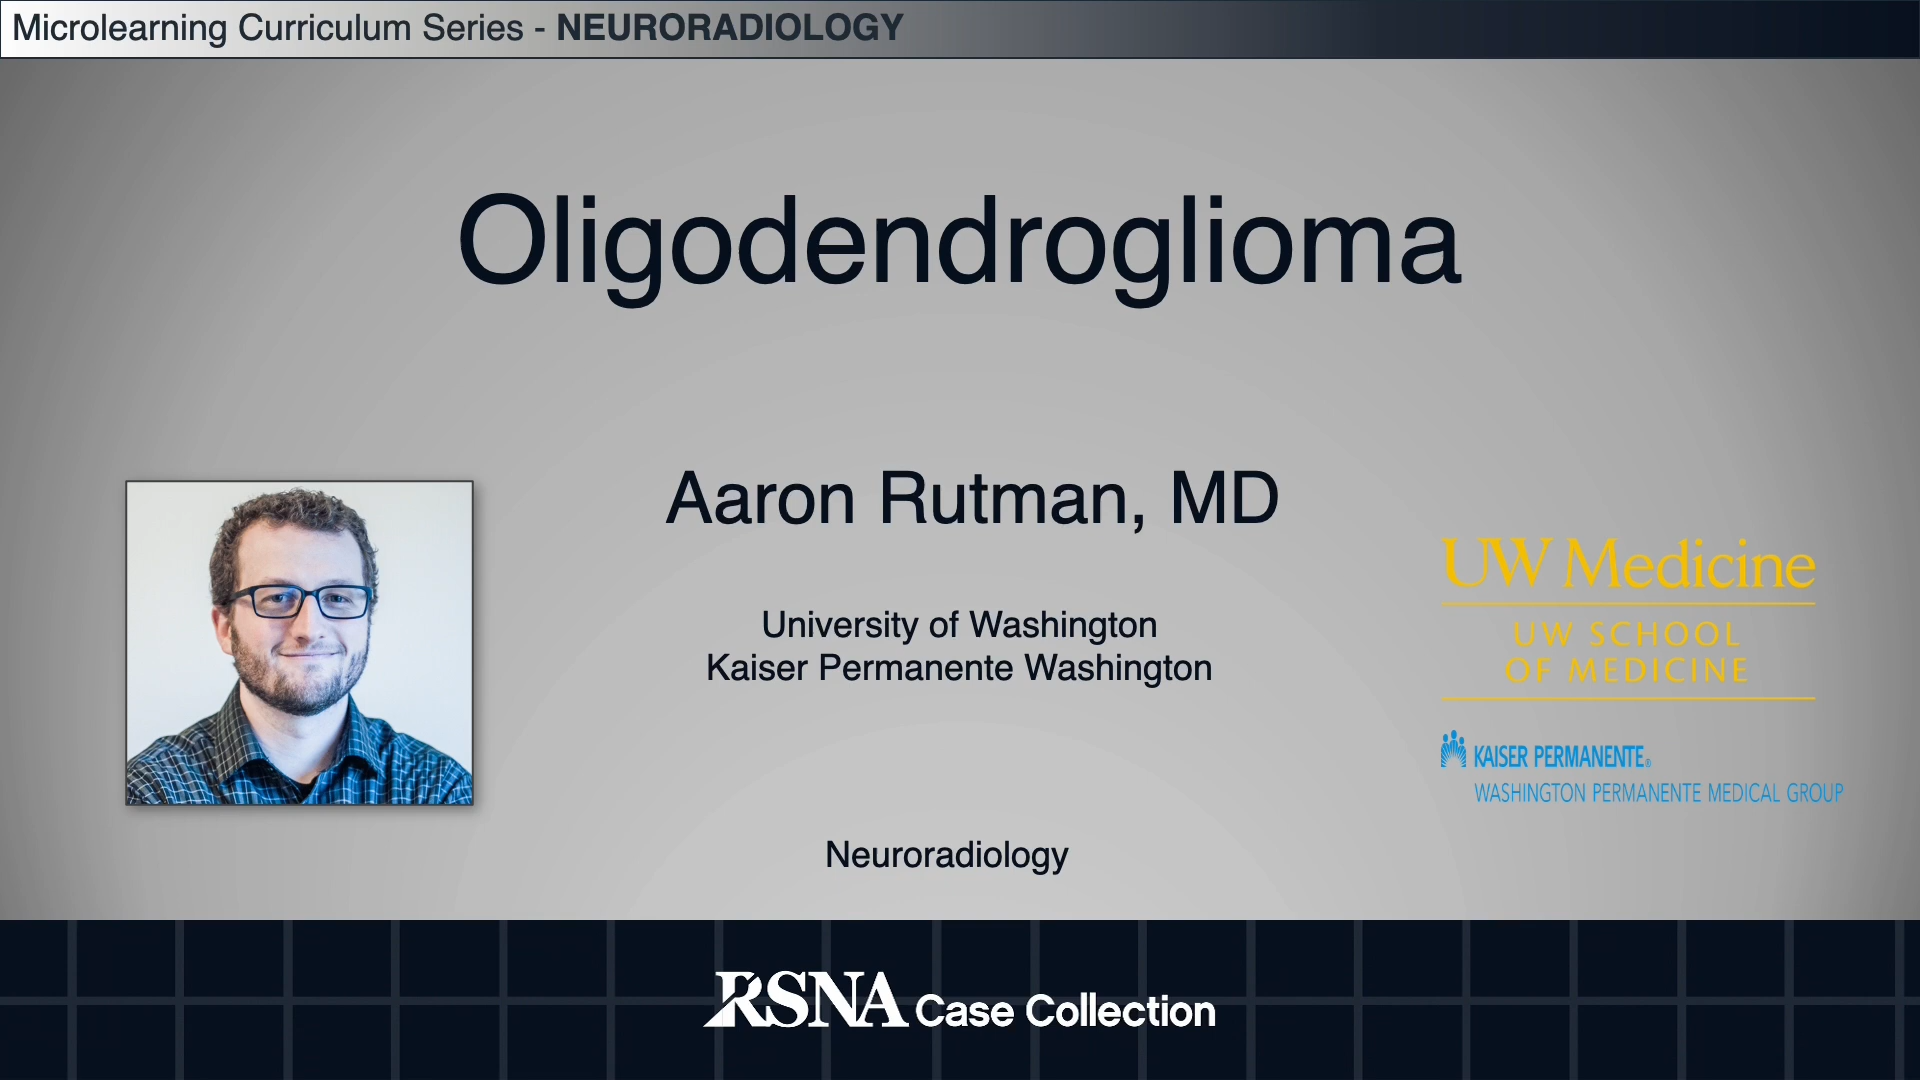 Microlearning Curriculum Series - NEURORADIOLOGY
Oligodendroglioma
Aaron Rutman, MD
University of Washington
Kaiser Permanente Washington
UW Medicine
UW SCHOOL
OF MEDICINE
KAISER PERMANENTE®
WASHINGTON PERMANENTE MEDICAL GROUP
Neuroradiology
RSNA Case Collection